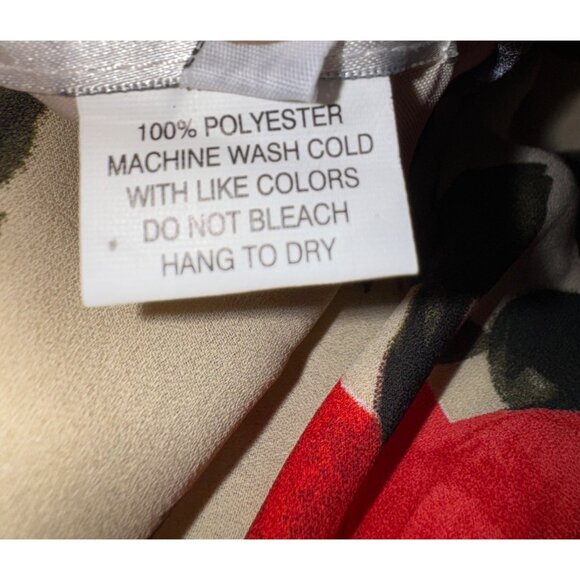 100% POLYESTER
MACHINE WASH COLD
WITH LIKE COLORS
DO NOT BLEACH
HANG TO DRY